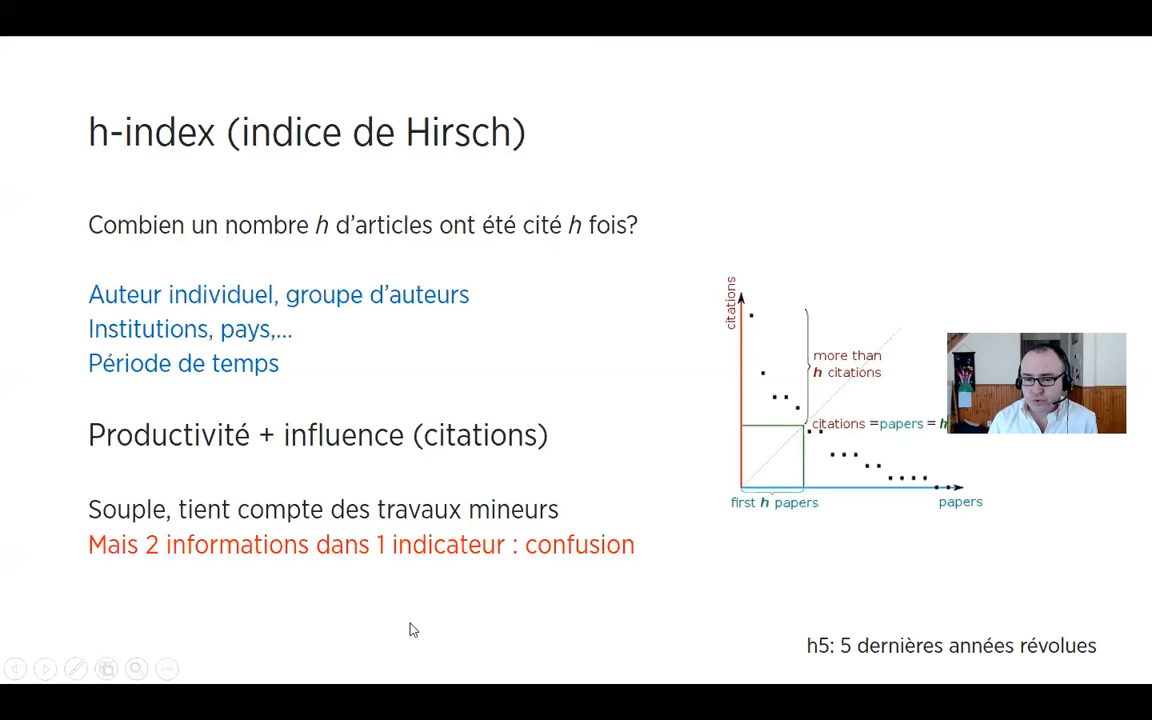 h-index (indice de Hirsch)
Combien un nombre h d’articles ont été cité h fois?
Auteur individuel, groupe d’auteurs
Institutions, pays,...
Période de temps
Productivité + influence (citations)
Souple, tient compte des travaux mineurs
Mais 2 informations dans 1 indicateur : confusion
citations
more than
h citations
citations =papers = h
first h papers
papers
h5: 5 dernières années révolues